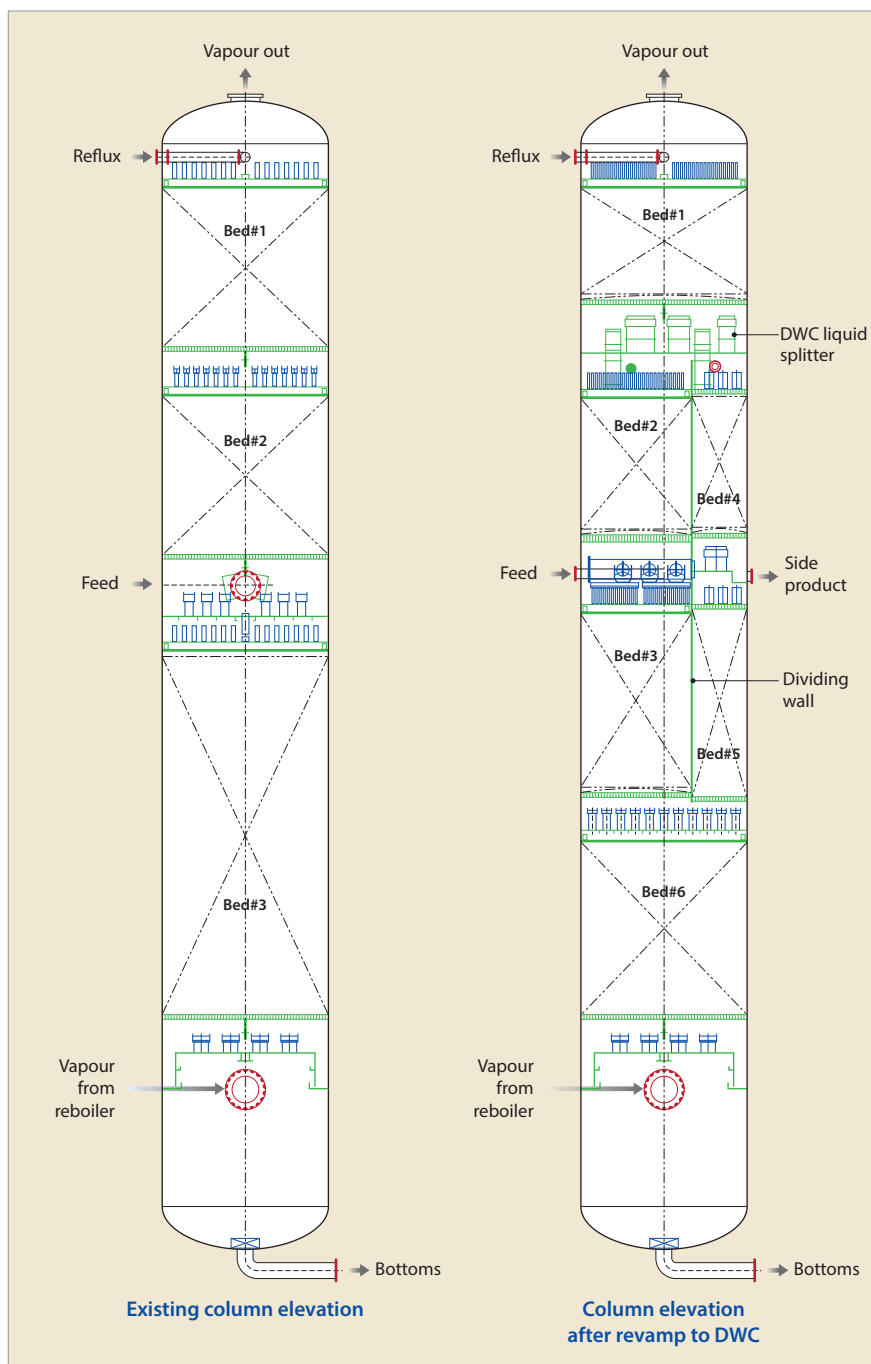 Vapour out
Reflux
Bed#1
Bed#2
Feed
Bed#3
Vapour
from
reboiler
Bottoms
Existing column elevation
Vapour out
Reflux
Bed#1
DWC liquid
splitter
Bed#2
Bed#4
Feed
Side
product
Bed#3
Dividing
wall
Bed#5
Bed#6
Vapour
from
reboiler
Bottoms
Column elevation
after revamp to DWC